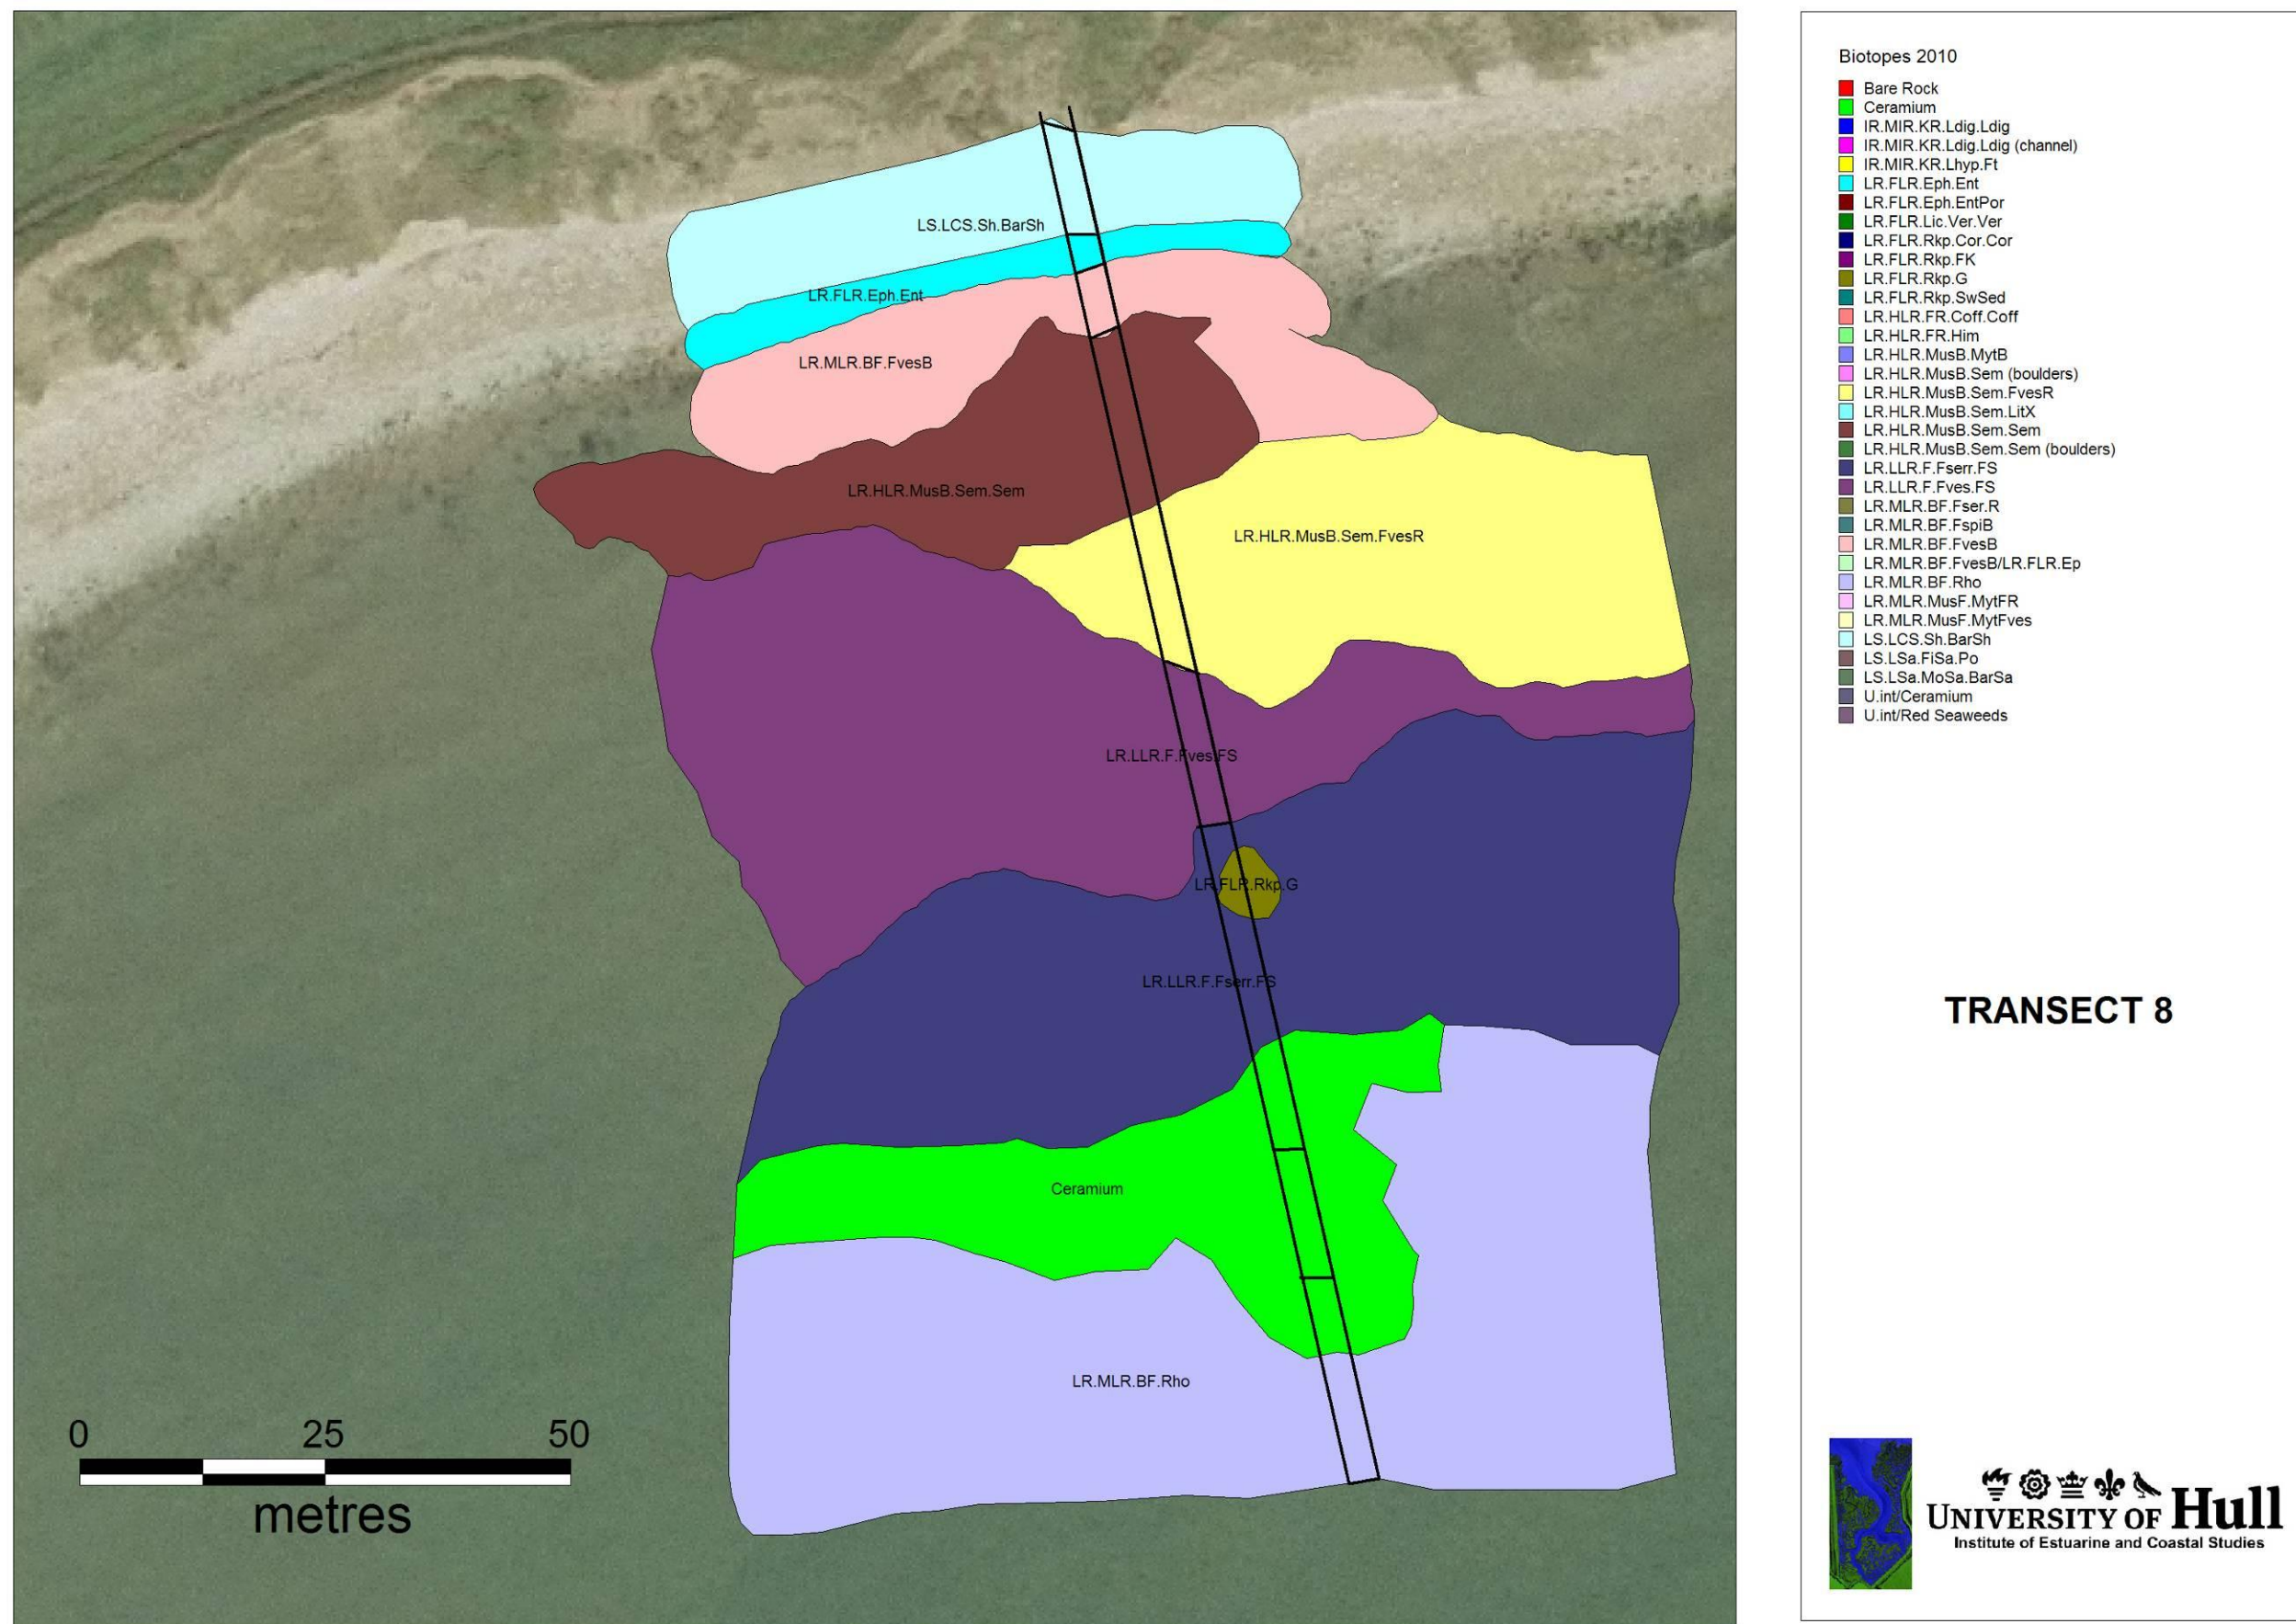 LS.LCS.Sh.BarSh
LR.FLR.Eph.Ent
LR.MLR.BF.FvesB
LR.HLR.MusB.Sem.Sem
LR.HLR.MusB.Sem.FvesR
LR.LLR.F.Fves.FS
LR.FLR.Rkp.G
LR.LLR.F.Fserr.FS
Ceramium
LR.MLR.BF.Rho
0 25 50
metres
Biotopes 2010
Bare Rock
Ceramium
IR.MIR.KR.Ldig.Ldig
IR.MIR.KR.Ldig.Ldig (channel)
IR.MIR.KR.Lhyp.Ft
LR.FLR.Eph.Ent
LR.FLR.Eph.EntPor
LR.FLR.Lic.Ver.Ver
LR.FLR.Rkp.Cor.Cor
LR.FLR.Rkp.FK
LR.FLR.Rkp.G
LR.FLR.Rkp.SwSed
LR.HLR.FR.Coff.Coff
LR.HLR.FR.Him
LR.HLR.MusB.MytB
LR.HLR.MusB.Sem (boulders)
LR.HLR.MusB.Sem.FvesR
LR.HLR.MusB.Sem.LitX
LR.HLR.MusB.Sem.Sem
LR.HLR.MusB.Sem.Sem (boulders)
LR.LLR.F.Fserr.FS
LR.LLR.F.Fves.FS
LR.MLR.BF.Fser.R
LR.MLR.BF.FspiB
LR.MLR.BF.FvesB
LR.MLR.BF.FvesB/LR.FLR.Ep
LR.MLR.BF.Rho
LR.MLR.MusF.MytFR
LR.MLR.MusF.MytFves
LS.LCS.Sh.BarSh
LS.LSa.FiSa.Po
LS.LSa.MoSa.BarSa
U.int/Ceramium
U.int/Red Seaweeds
TRANSECT 8
UNIVERSITY OF Hull
Institute of Estuarine and Coastal Studies